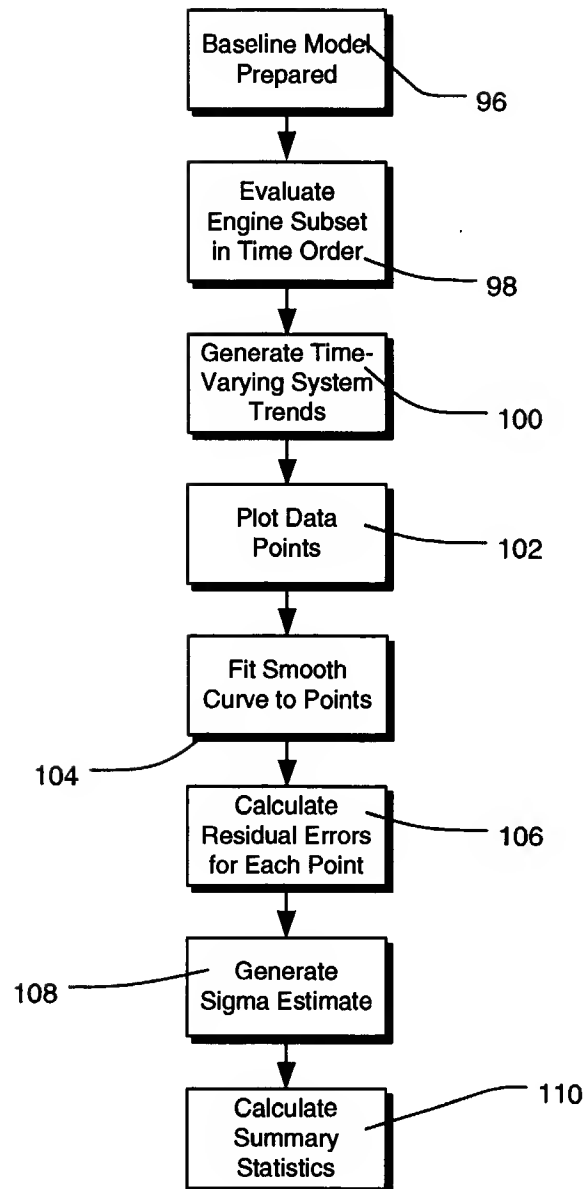 Baseline Model
Prepared
96
Evaluate
Engine Subset
in Time Order
98
Generate Time-
Varying System
Trends
100
Plot Data
Points
102
Fit Smooth
Curve to Points
104
Calculate
Residual Errors
for Each Point
106
Generate
Sigma Estimate
108
Calculate
Summary
Statistics
110